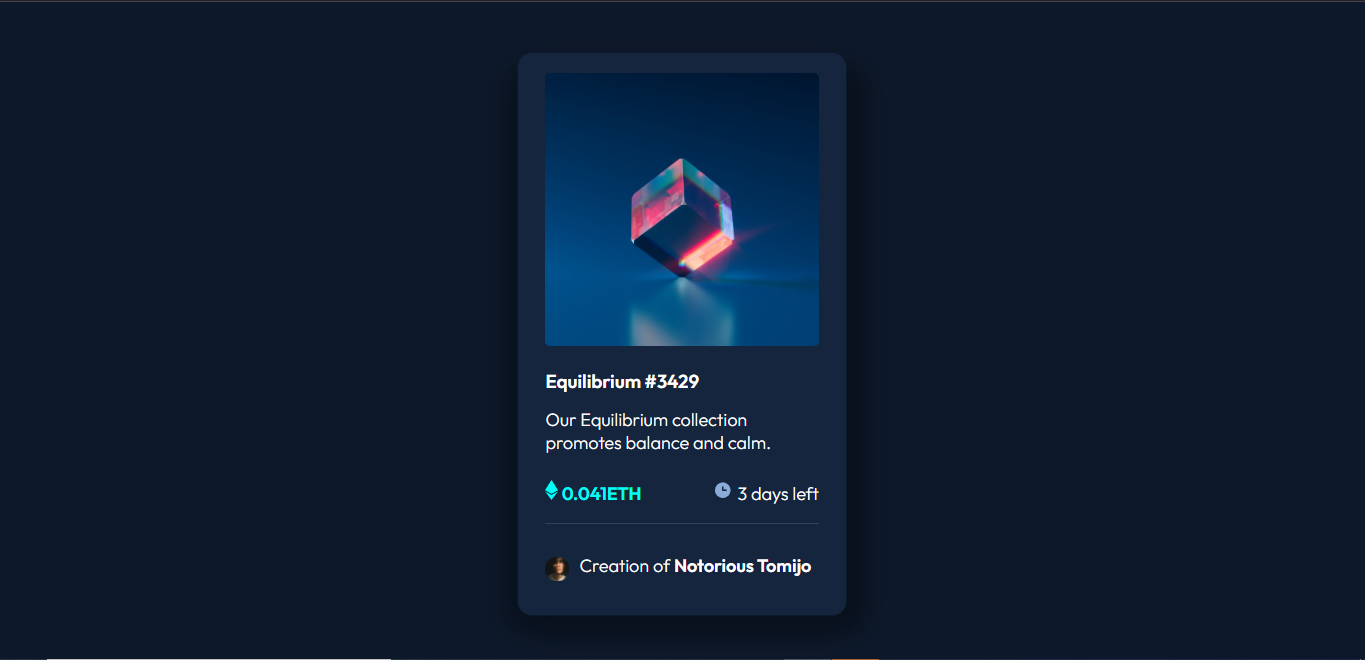 Equilibrium #3429
Our Equilibrium collection
promotes balance and calm.
0.041ETH 3 days left
Creation of Notorious Tomijo